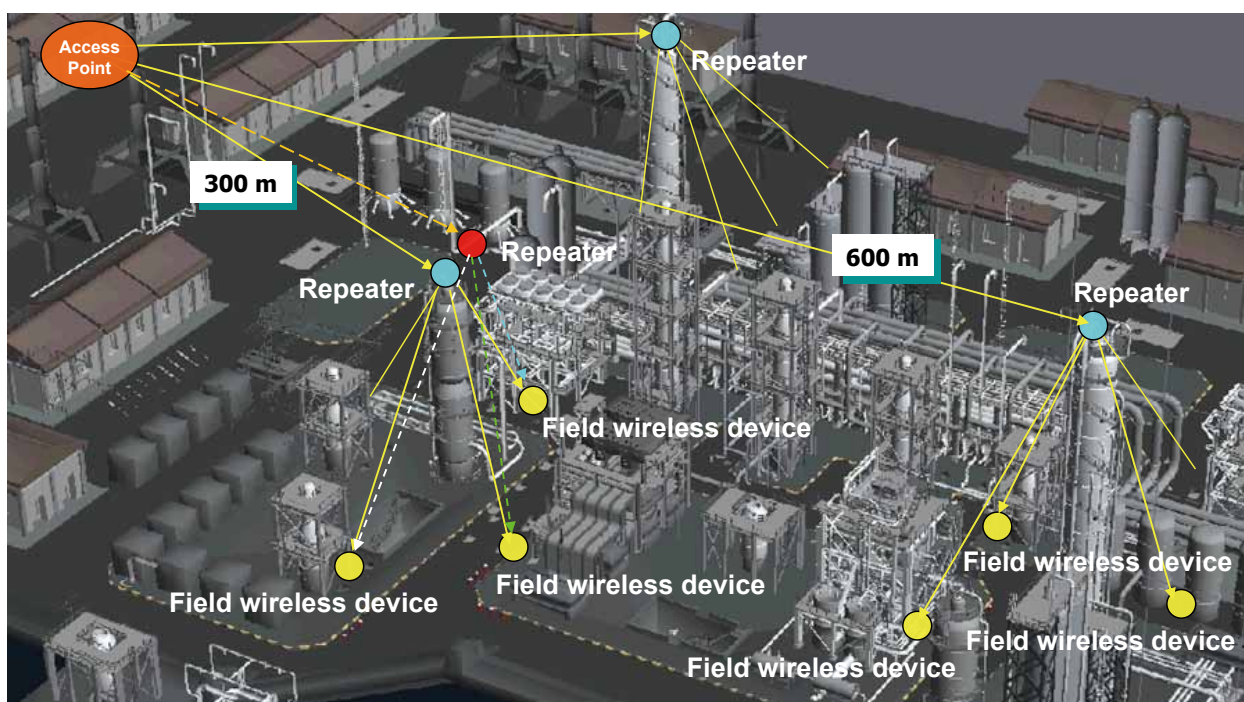 Access
Point
Repeater
300 m
Repeater
600 m
Repeater
Repeater
Field wireless device
Field wireless device
Field wireless device
Field wireless device
Field wireless device
Field wireless device